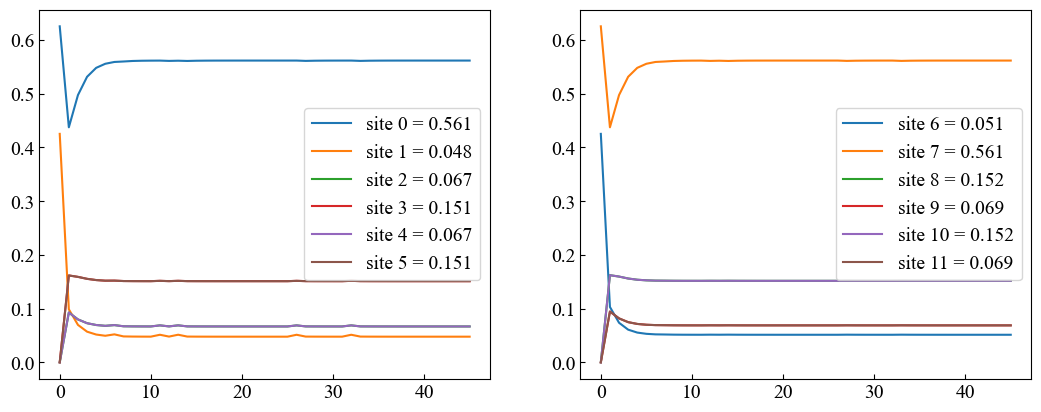 0.6
0.5
0.4
0.3
0.2
0.1
0.0
0 10 20 30 40
site 0 = 0.561
site 1 = 0.048
site 2 = 0.067
site 3 = 0.151
site 4 = 0.067
site 5 = 0.151
0.6
0.5
0.4
0.3
0.2
0.1
0.0
0 10 20 30 40
site 6 = 0.051
site 7 = 0.561
site 8 = 0.152
site 9 = 0.069
site 10 = 0.152
site 11 = 0.069